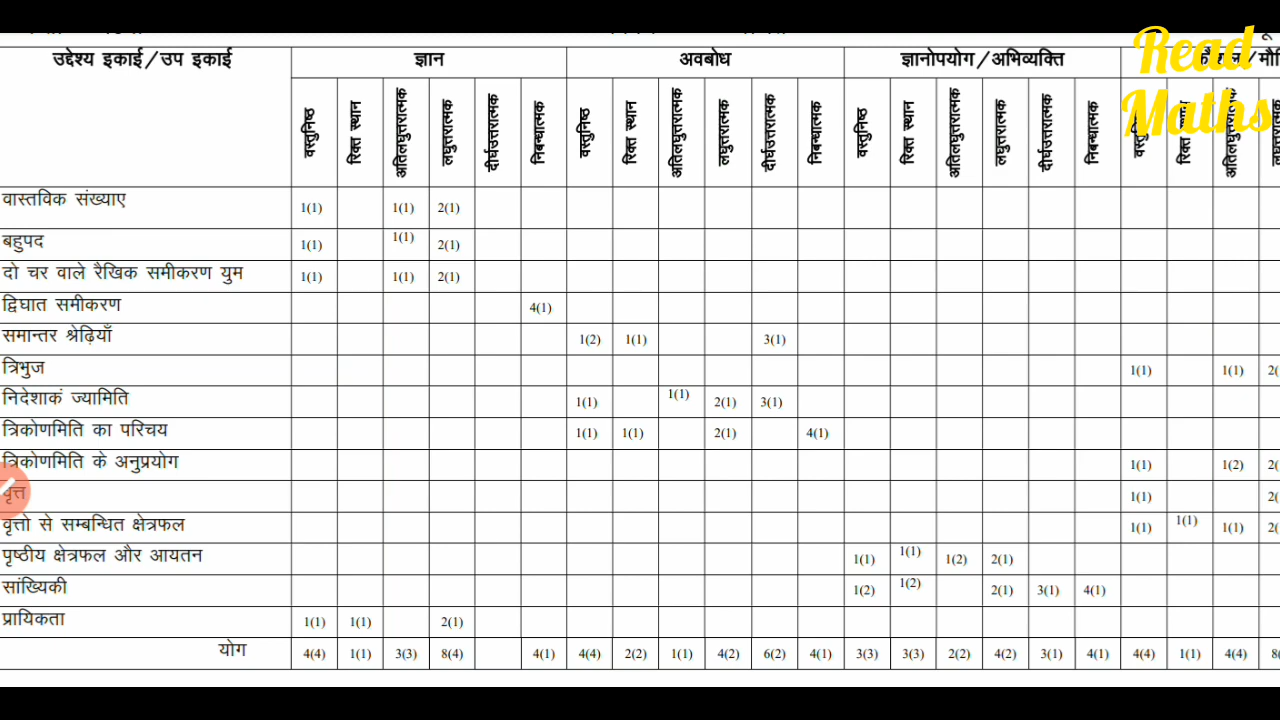 Read
Maths
उद्देश्य इकाई/उप इकाई ज्ञान अवबोध ज्ञानोपयोग/अभिव्यक्ति
वस्तुनिष्ठ रिक्त स्थान अतिलघुत्तरात्मक लघुत्तरात्मक दीर्घउत्तरात्मक निबन्धात्मक वस्तुनिष्ठ रिक्त स्थान अतिलघुत्तरात्मक लघुत्तरात्मक दीर्घउत्तरात्मक निबन्धात्मक वस्तुनिष्ठ रिक्त स्थान अतिलघुत्तरात्मक लघुत्तरात्मक दीर्घउत्तरात्मक निबन्धात्मक
वास्तविक संख्याए 1(1) 1(1) 2(1)
बहुपद 1(1) 1(1) 2(1)
दो चर वाले रैखिक समीकरण युम 1(1) 1(1) 2(1)
द्विघात समीकरण 4(1)
समान्तर श्रेढ़ियाँ 1(2) 1(1) 3(1)
त्रिभुज 1(1) 1(1) 2(
निदेशाकं ज्यामिति 1(1) 1(1) 2(1) 3(1)
त्रिकोणमिति का परिचय 1(1) 1(1) 2(1) 4(1)
त्रिकोणमिति के अनुप्रयोग 1(1) 1(2) 2(
वृत्त 1(1) 2(
वृत्तो से सम्बन्धित क्षेत्रफल 1(1) 1(1) 1(1) 2(
पृष्ठीय क्षेत्रफल और आयतन 1(1) 1(1) 1(2) 2(1)
सांख्यिकी 1(2) 1(2) 2(1) 3(1) 4(1)
प्रायिकता 1(1) 1(1) 2(1)
योग 4(4) 1(1) 3(3) 8(4) 4(1) 4(4) 2(2) 1(1) 4(2) 6(2) 4(1) 3(3) 3(3) 2(2) 4(2) 3(1) 4(1) 4(4) 1(1) 4(4) 8(